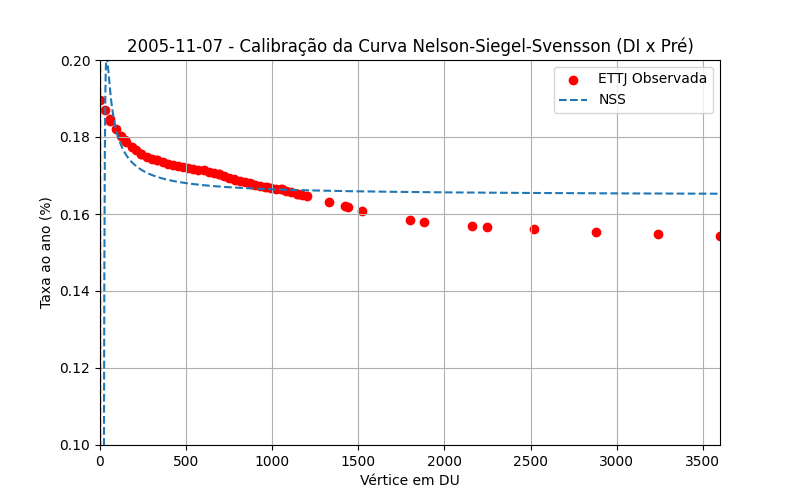 2005-11-07 - Calibração da Curva Nelson-Siegel-Svensson (DI x Pré)
ETTJ Observada
NSS
Taxa ao ano (%)
0.20
0.18
0.16
0.14
0.12
0.10
0 500 1000 1500 2000 2500 3000 3500
Vértice em DU